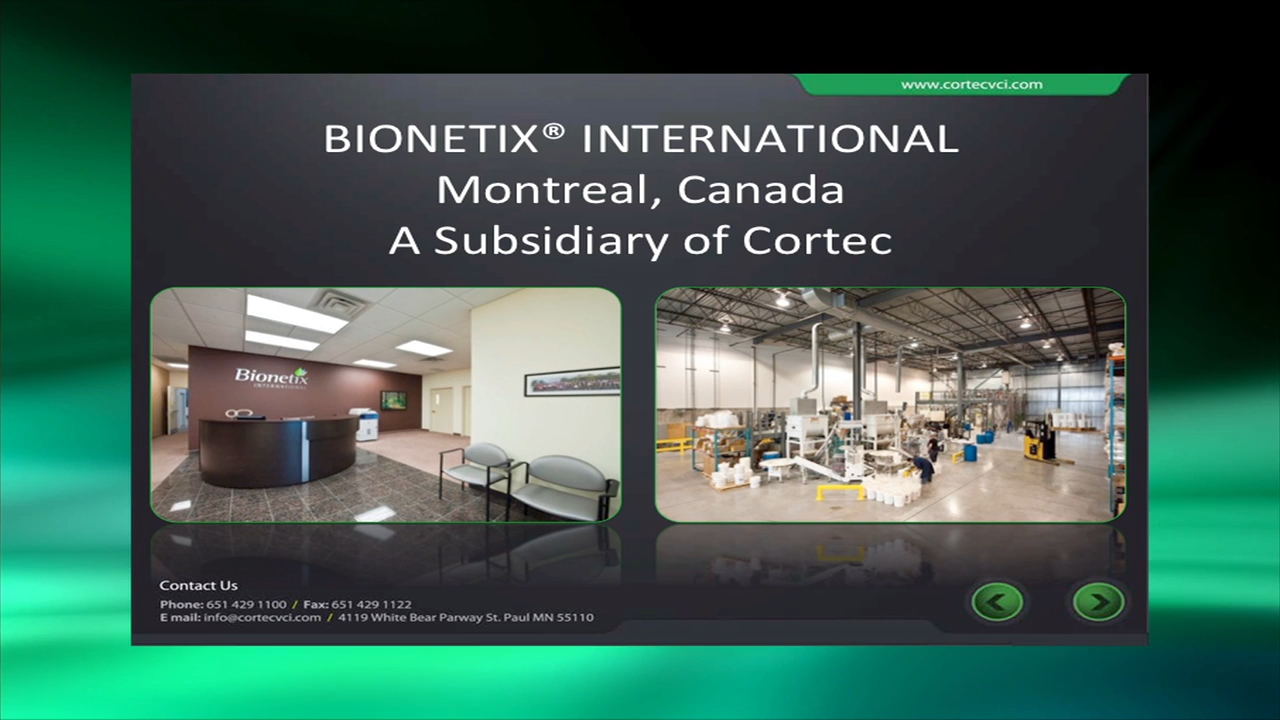 www.cortecvci.com
BIONETIX® INTERNATIONAL
Montreal, Canada
A Subsidiary of Cortec
Bionetix
INTERNATIONAL
Contact Us
Phone: 651 429 1100 / Fax: 651 429 1122
E mail: info@cortecvci.com / 4119 White Bear Parway St. Paul MN 55110